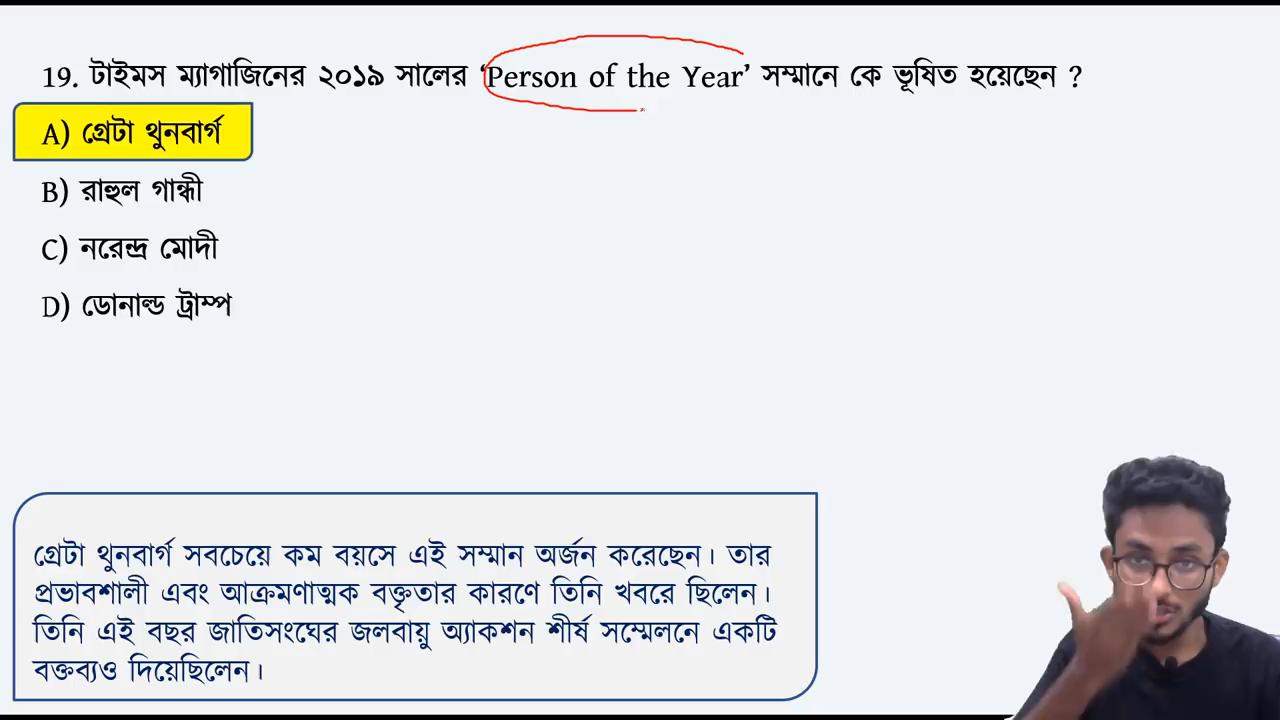 19. টাইমস ম্যাগাজিনের ২০১৯ সালের ‘Person of the Year’ সম্মানে কে ভূষিত হয়েছেন ?
A) গ্রেটা থুনবার্গ
B) রাহুল গান্ধী
C) নরেন্দ্র মোদী
D) ডোনাল্ড ট্রাম্প
গ্রেটা থুনবার্গ সবচেয়ে কম বয়সে এই সম্মান অর্জন করেছেন। তার
প্রভাবশালী এবং আক্রমণাত্মক বক্তৃতার কারণে তিনি খবরে ছিলেন।
তিনি এই বছর জাতিসংঘের জলবায়ু অ্যাকশন শীর্ষ সম্মেলনে একটি
বক্তব্যও দিয়েছিলেন।